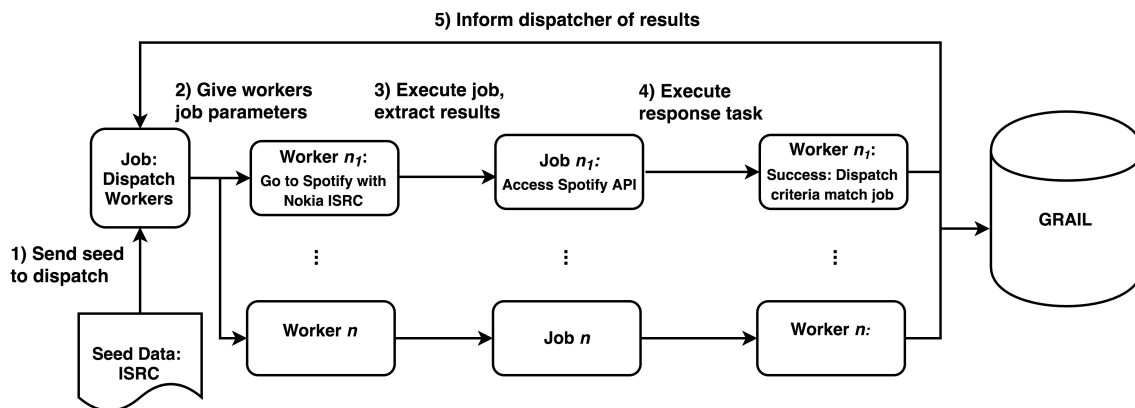 5) Inform dispatcher of results
2) Give workers
job parameters
3) Execute job,
extract results
4) Execute
response task
Job:
Dispatch
Workers
Worker n1:
Go to Spotify with
Nokia ISRC
Job n1:
Access Spotify API
Worker n1:
Success: Dispatch
criteria match job
GRAIL
1) Send seed
to dispatch
⋮
⋮
⋮
Seed Data:
ISRC
Worker n
Job n
Worker n: